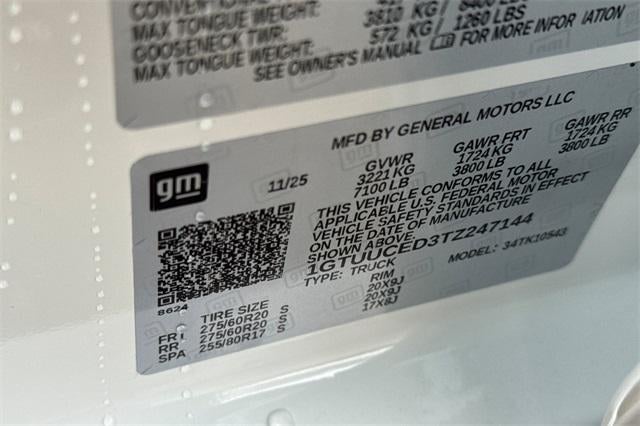 CONVENTIONAL
MAX TONGUE WEIGHT: 3810 KG / 8400 LBS
GOOSENECK TWR:
MAX TONGUE WEIGHT: 572 KG / 1260 LBS
SEE OWNER'S MANUAL FOR MORE INFORMATION
MFD BY GENERAL MOTORS LLC
gm
11/25
GVWR GAWR FRT GAWR RR
3221 KG 1724 KG 1724 KG
7100 LB 3800 LB 3800 LB
THIS VEHICLE CONFORMS TO ALL
APPLICABLE U.S. FEDERAL MOTOR
VEHICLE SAFETY STANDARDS IN EFFECT
ON THE DATE OF MANUFACTURE
SHOWN ABOVE.
1GTUUCED3TZ247144
TYPE: TRUCK MODEL: 34TK10543
8624
TIRE SIZE RIM
FRT 275/60R20 S 20X9J
RR 275/60R20 S 20X9J
SPA 255/80R17 S 17X8J